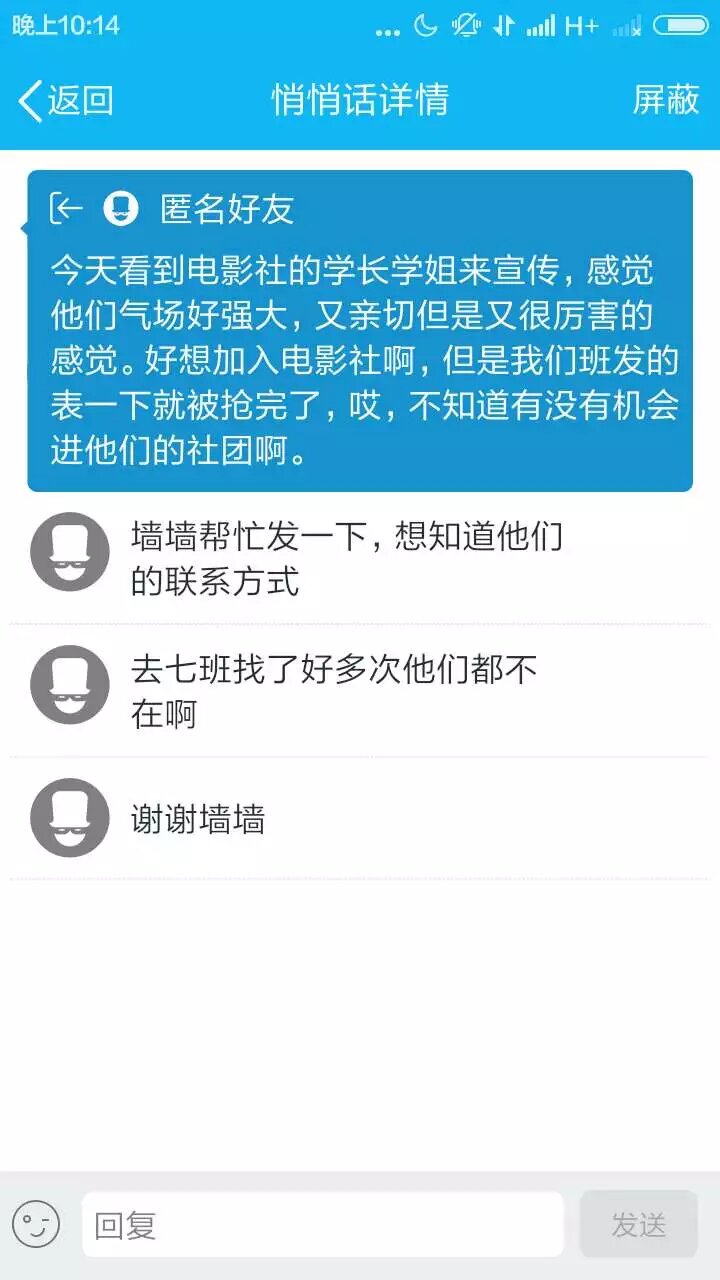 晚上10:14
... H+
返回 悄悄话详情 屏蔽
匿名好友
今天看到电影社的学长学姐来宣传，感觉
他们气场好强大，又亲切但是又很厉害的
感觉。好想加入电影社啊，但是我们班发的
表一下就被抢完了，哎，不知道有没有机会
进他们的社团啊。
墙墙帮忙发一下，想知道他们
的联系方式
去七班找了好多次他们都不
在啊
谢谢墙墙
回复 发送